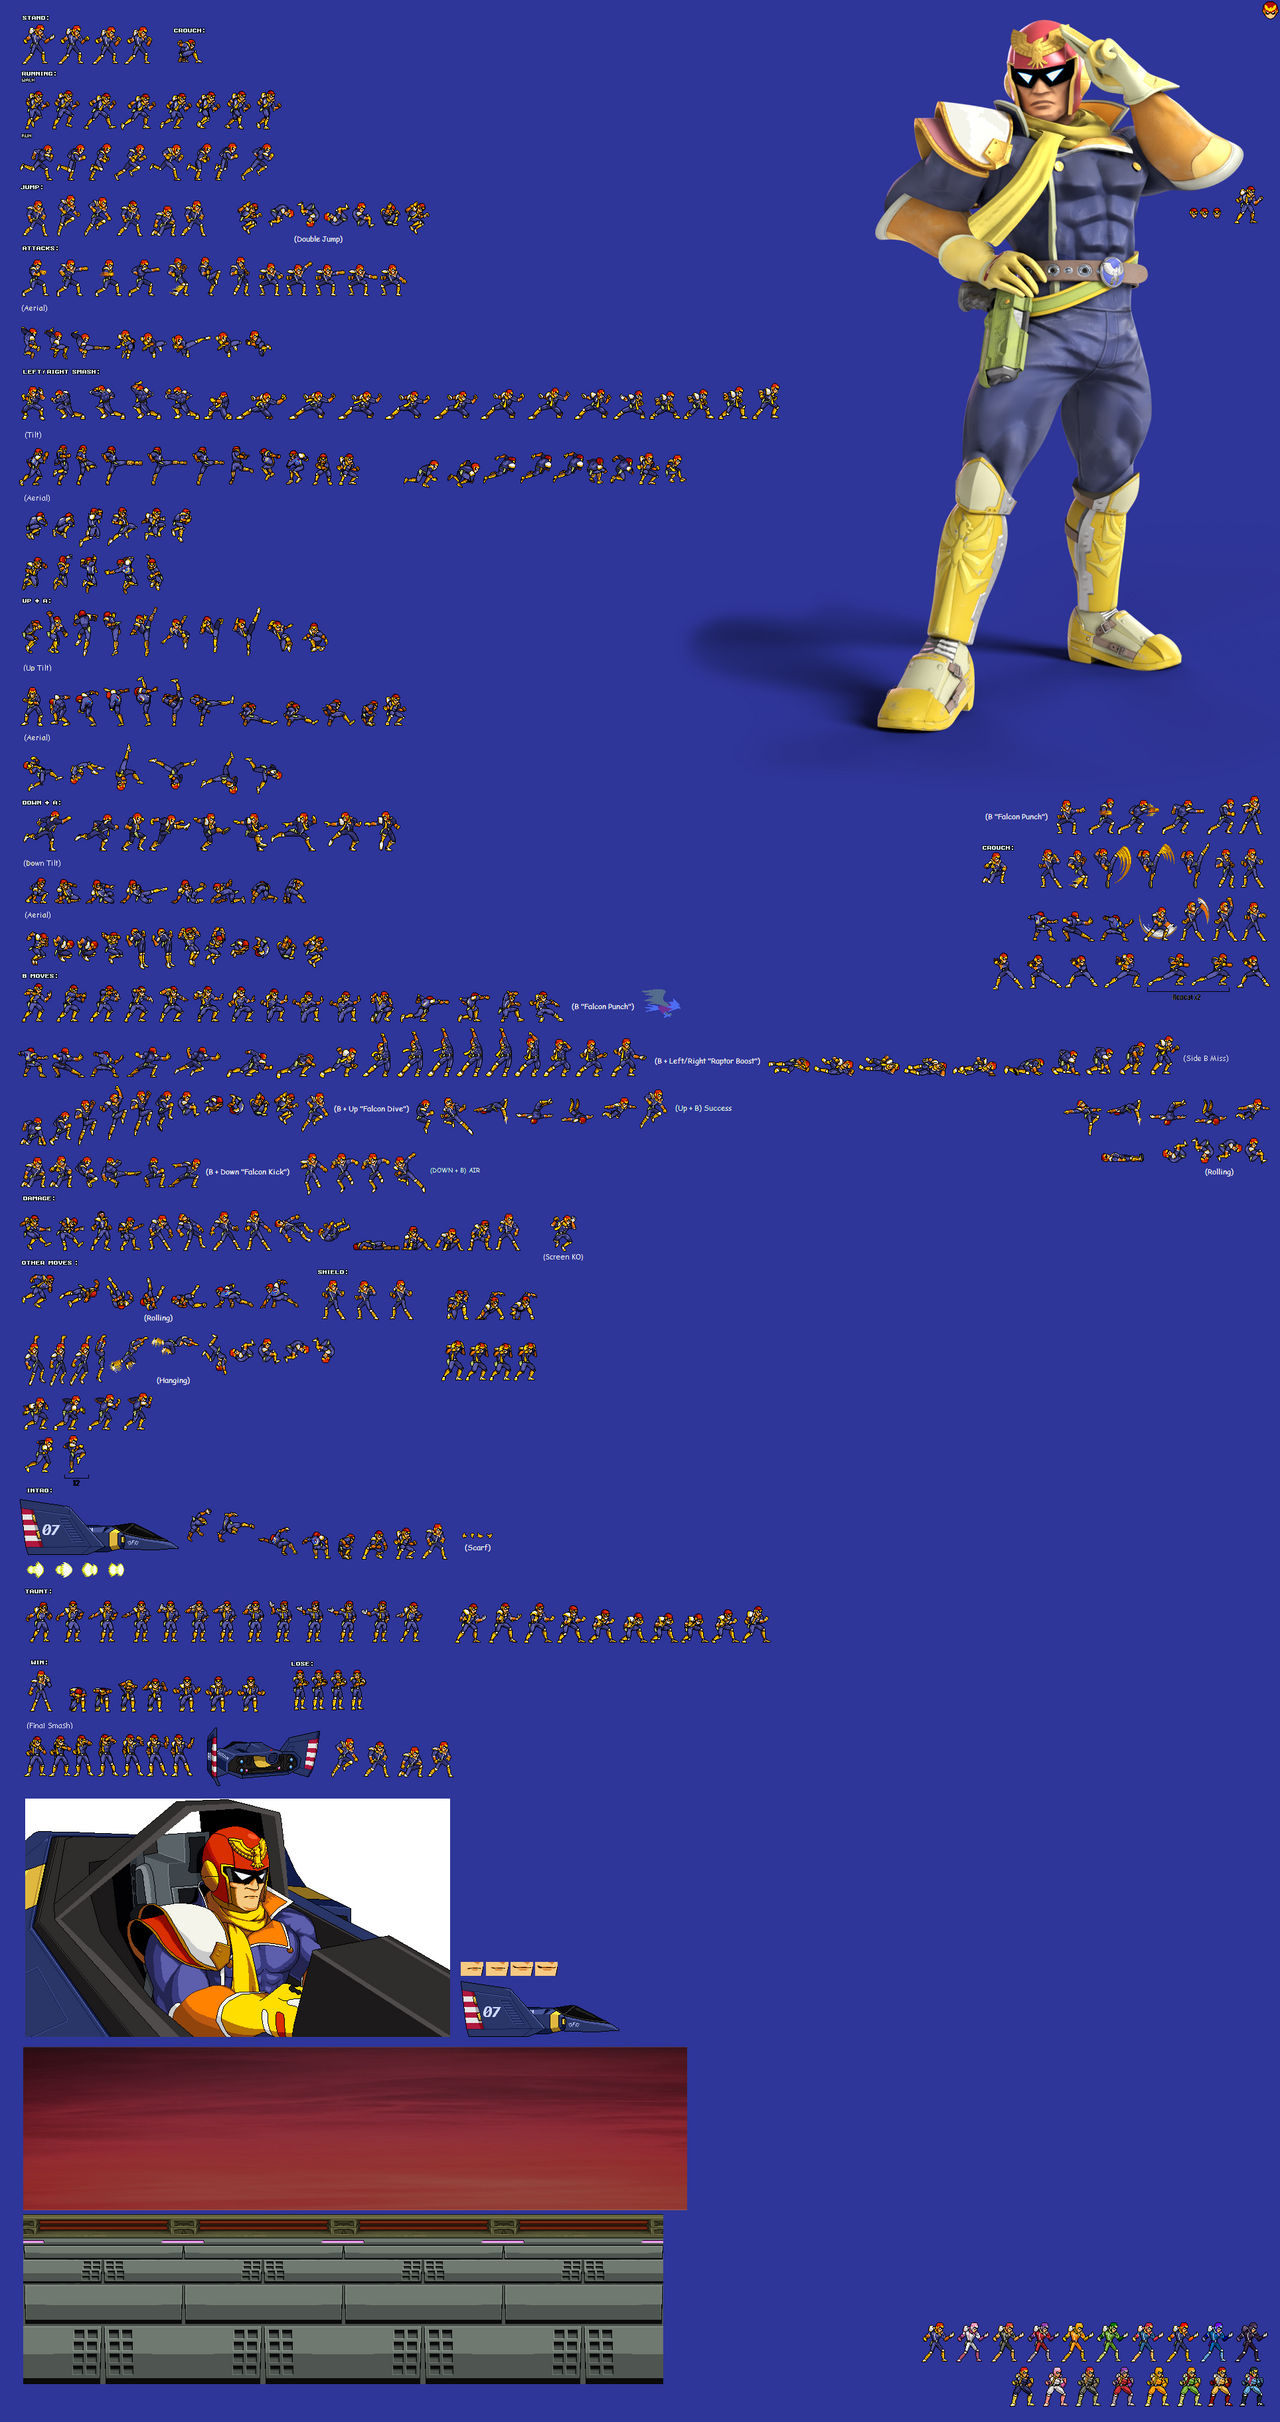 STAND:
CROUCH:
RUNNING:
WALK
RUN
JUMP:
(Double Jump)
ATTACKS:
(Aerial)
LEFT/RIGHT SMASH:
(Tilt)
(Aerial)
UP + A:
(Up Tilt)
(Aerial)
DOWN + A:
(B "Falcon Punch")
CROUCH:
(Down Tilt)
(Aerial)
B MOVES:
Repeat x2
(B "Falcon Punch")
(B + Left/Right "Raptor Boost")
(Side B Miss)
(B + Up "Falcon Dive")
(Up + B) Success
(B + Down "Falcon Kick")
(DOWN + B) AIR
(Rolling)
DAMAGE:
(Screen KO)
OTHER MOVES:
SHIELD:
(Rolling)
(Hanging)
X2
INTRO:
07
(Scarf)
TAUNT:
WIN:
LOSE:
(Final Smash)
07